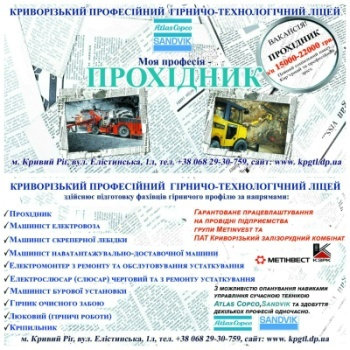 КРИВОРІЗЬКИЙ ПРОФЕСІЙНИЙ ГІРНИЧО-ТЕХНОЛОГІЧНИЙ ЛІЦЕЙ
Atlas Copco
SANDVIK
Моя професія -
ПРОХІДНИК
ВАКАНСІЯ!
ПРОХІДНИК
з/п 15000-22000 грн
м. Кривий Ріг, вул. Елістинська, 1д, тел. +38 068 29-30-759, сайт: www. kpgtl.dp.ua
КРИВОРІЗЬКИЙ ПРОФЕСІЙНИЙ ГІРНИЧО-ТЕХНОЛОГІЧНИЙ ЛІЦЕЙ
здійснює підготовку фахівців гірничого профілю за напрямами:
Прохідник
Машиніст електровоза
Машиніст скреперної лебідки
Машиніст навантажувально-доставочної машини
Електромонтер з ремонту та обслуговування устаткування
Електрослюсар (слюсар) черговий та з ремонту устаткування
Машиніст бурової установки
Гірник очисного забою
Люковий (гірничі роботи)
Кріпильник
Гарантоване працевлаштування
на провідні підприємства
групи Метінвест та
ПАТ Криворізький залізорудний комбінат
МЕТІНВЕСТ
КЗРК
З можливістю опанування навиками
управління сучасною технікою
Atlas Copco, Sandvik та здобуття
декількох професій одночасно.
Atlas Copco
SANDVIK
м. Кривий Ріг, вул. Елістинська, 1д, тел. +38 068 29-30-759, сайт: www. kpgtl.dp.ua